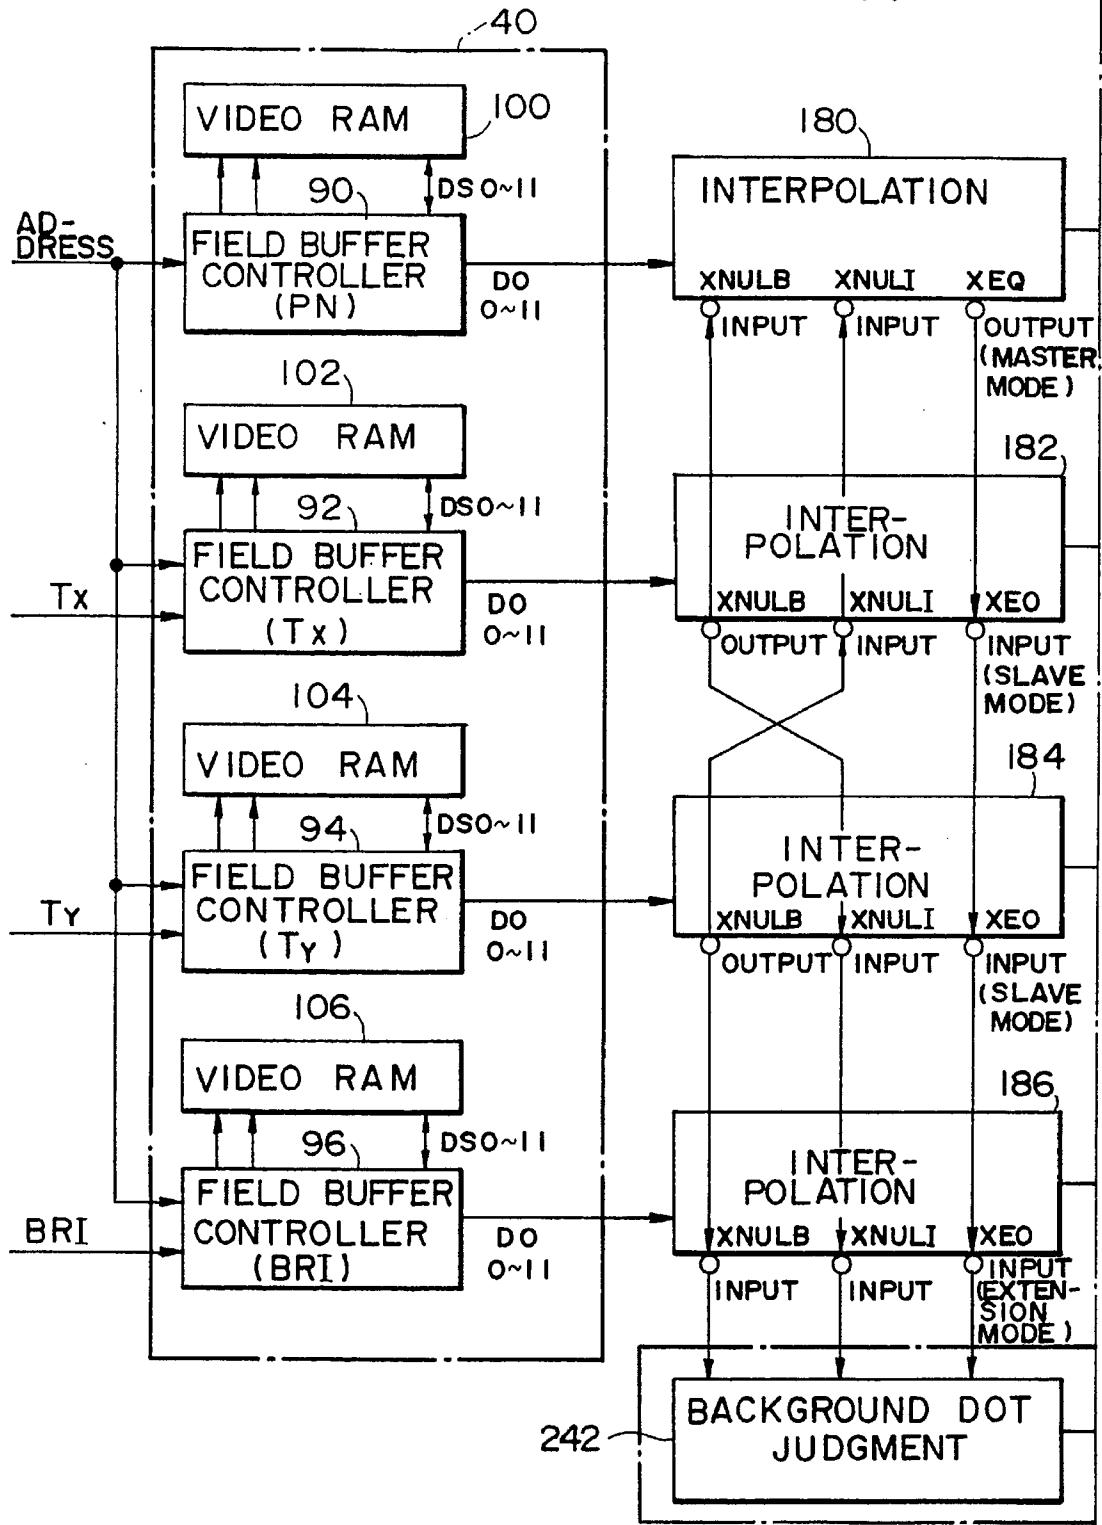 40
VIDEO RAM
100
DS0~11
90
AD-
DRESS
FIELD BUFFER
CONTROLLER
(PN)
DO
0~11
180
INTERPOLATION
XNULB XNULI XEQ
INPUT INPUT OUTPUT
(MASTER
MODE)
102
VIDEO RAM
DS0~11
92
FIELD BUFFER
CONTROLLER
(Tx)
Tx
DO
0~11
182
INTER-
POLATION
XNULB XNULI XEO
OUTPUT INPUT INPUT
(SLAVE
MODE)
104
VIDEO RAM
DS0~11
94
FIELD BUFFER
CONTROLLER
(TY)
TY
DO
0~11
184
INTER-
POLATION
XNULB XNULI XEO
OUTPUT INPUT INPUT
(SLAVE
MODE)
106
VIDEO RAM
DS0~11
96
FIELD BUFFER
CONTROLLER
(BRI)
BRI
DO
0~11
186
INTER-
POLATION
XNULB XNULI XEO
INPUT INPUT INPUT
(EXTEN-
SION
MODE)
242
BACKGROUND DOT
JUDGMENT